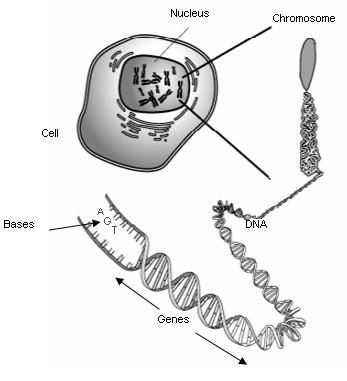 Nucleus
Chromosome
Cell
Bases
A
G
T
DNA
Genes